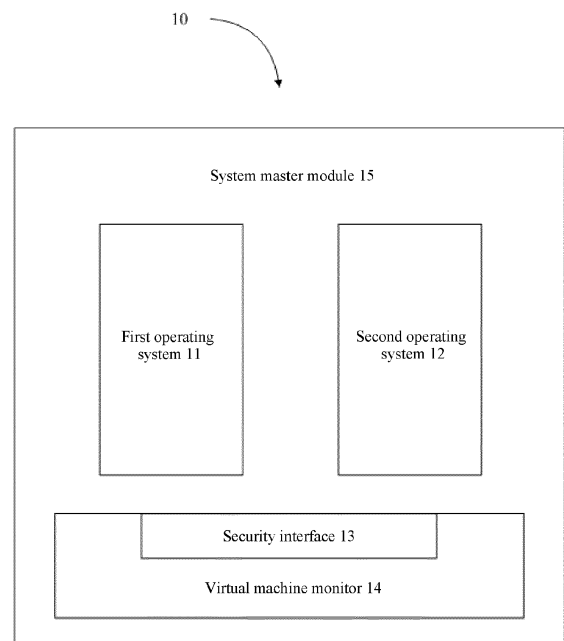 10
System master module 15
First operating
system 11
Second operating
system 12
Security interface 13
Virtual machine monitor 14